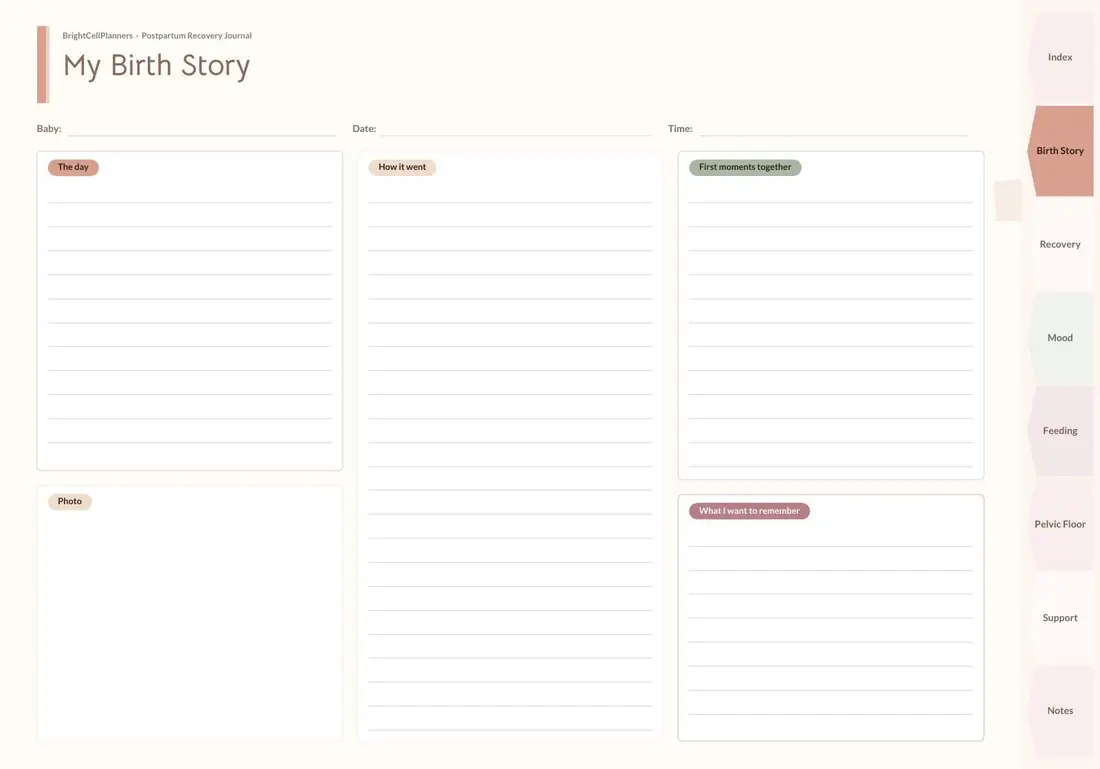 BrightCellPlanners · Postpartum Recovery Journal
My Birth Story
Baby:
Date:
Time:
The day
How it went
First moments together
Photo
What I want to remember
Index
Birth Story
Recovery
Mood
Feeding
Pelvic Floor
Support
Notes